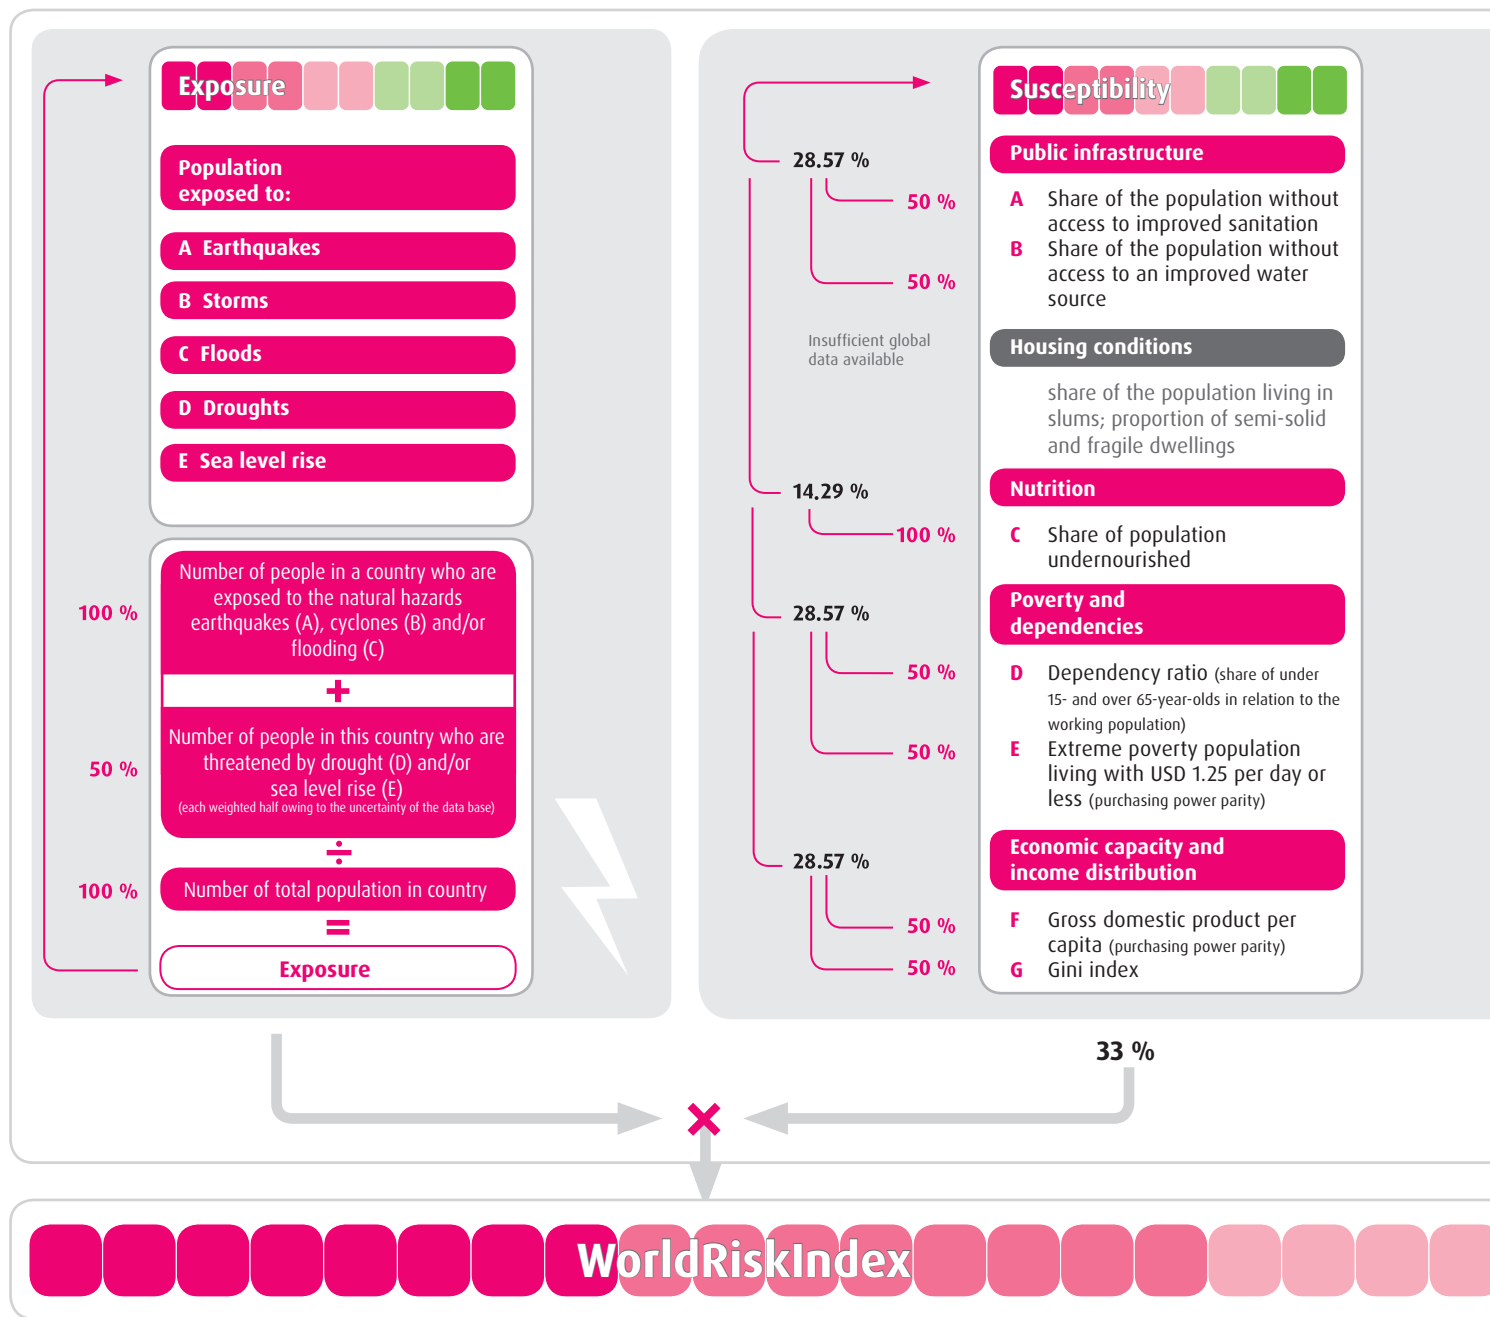 Exposure
Population
exposed to:
A Earthquakes
B Storms
C Floods
D Droughts
E Sea level rise
100 %
Number of people in a country who are
exposed to the natural hazards
earthquakes (A), cyclones (B) and/or
flooding (C)
+
50 %
Number of people in this country who are
threatened by drought (D) and/or
sea level rise (E)
(each weighted half owing to the uncertainty of the data base)
÷
100 %
Number of total population in country
=
Exposure
Susceptibility
28.57 %
Public infrastructure
50 %
A Share of the population without
access to improved sanitation
50 %
B Share of the population without
access to an improved water
source
Insufficient global
data available
Housing conditions
share of the population living in
slums; proportion of semi-solid
and fragile dwellings
14.29 %
Nutrition
100 %
C Share of population
undernourished
28.57 %
Poverty and
dependencies
50 %
D Dependency ratio (share of under
15- and over 65-year-olds in relation to the
working population)
50 %
E Extreme poverty population
living with USD 1.25 per day or
less (purchasing power parity)
28.57 %
Economic capacity and
income distribution
50 %
F Gross domestic product per
capita (purchasing power parity)
50 %
G Gini index
33 %
×
WorldRiskIndex